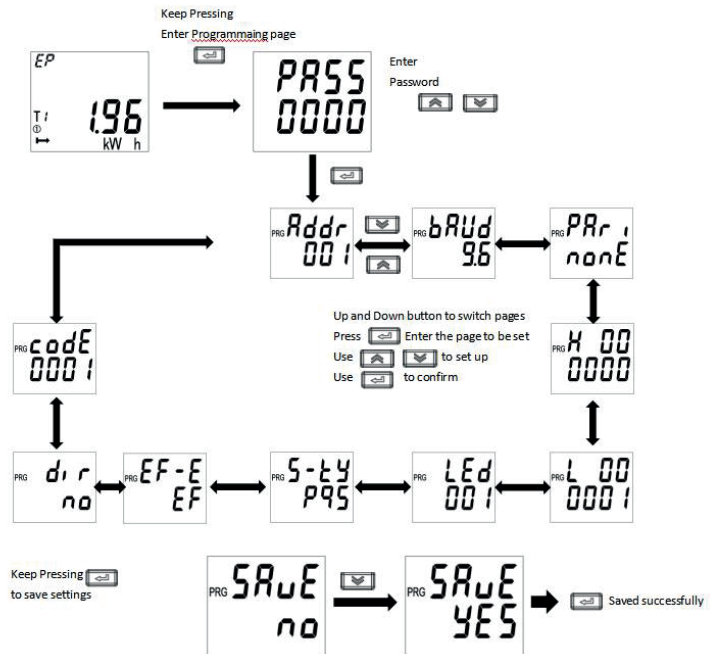 Keep Pressing
Enter Programmaing page
EP
T1
1.96
kW h
PASS
0000
Enter
Password
PRG Addr
001
PRG bAUd
9.6
PRG PAri
nonE
Up and Down button to switch pages
Press Enter the page to be set
Use to set up
Use to confirm
PRG codE
0001
PRG H 00
0000
PRG dir
no
PRG EF-E
EF
PRG S-tY
P95
PRG LEd
001
PRG L 00
0001
Keep Pressing
to save settings
PRG SAvE
no
PRG SAvE
YES
Saved successfully